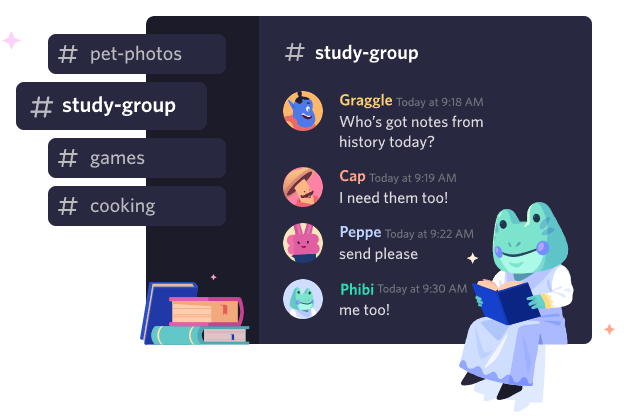 # pet-photos
# study-group
# games
# cooking
# study-group
Graggle Today at 9:18 AM
Who's got notes from
history today?
Cap Today at 9:19 AM
I need them too!
Peppe Today at 9:22 AM
send please
Phibi Today at 9:30 AM
me too!